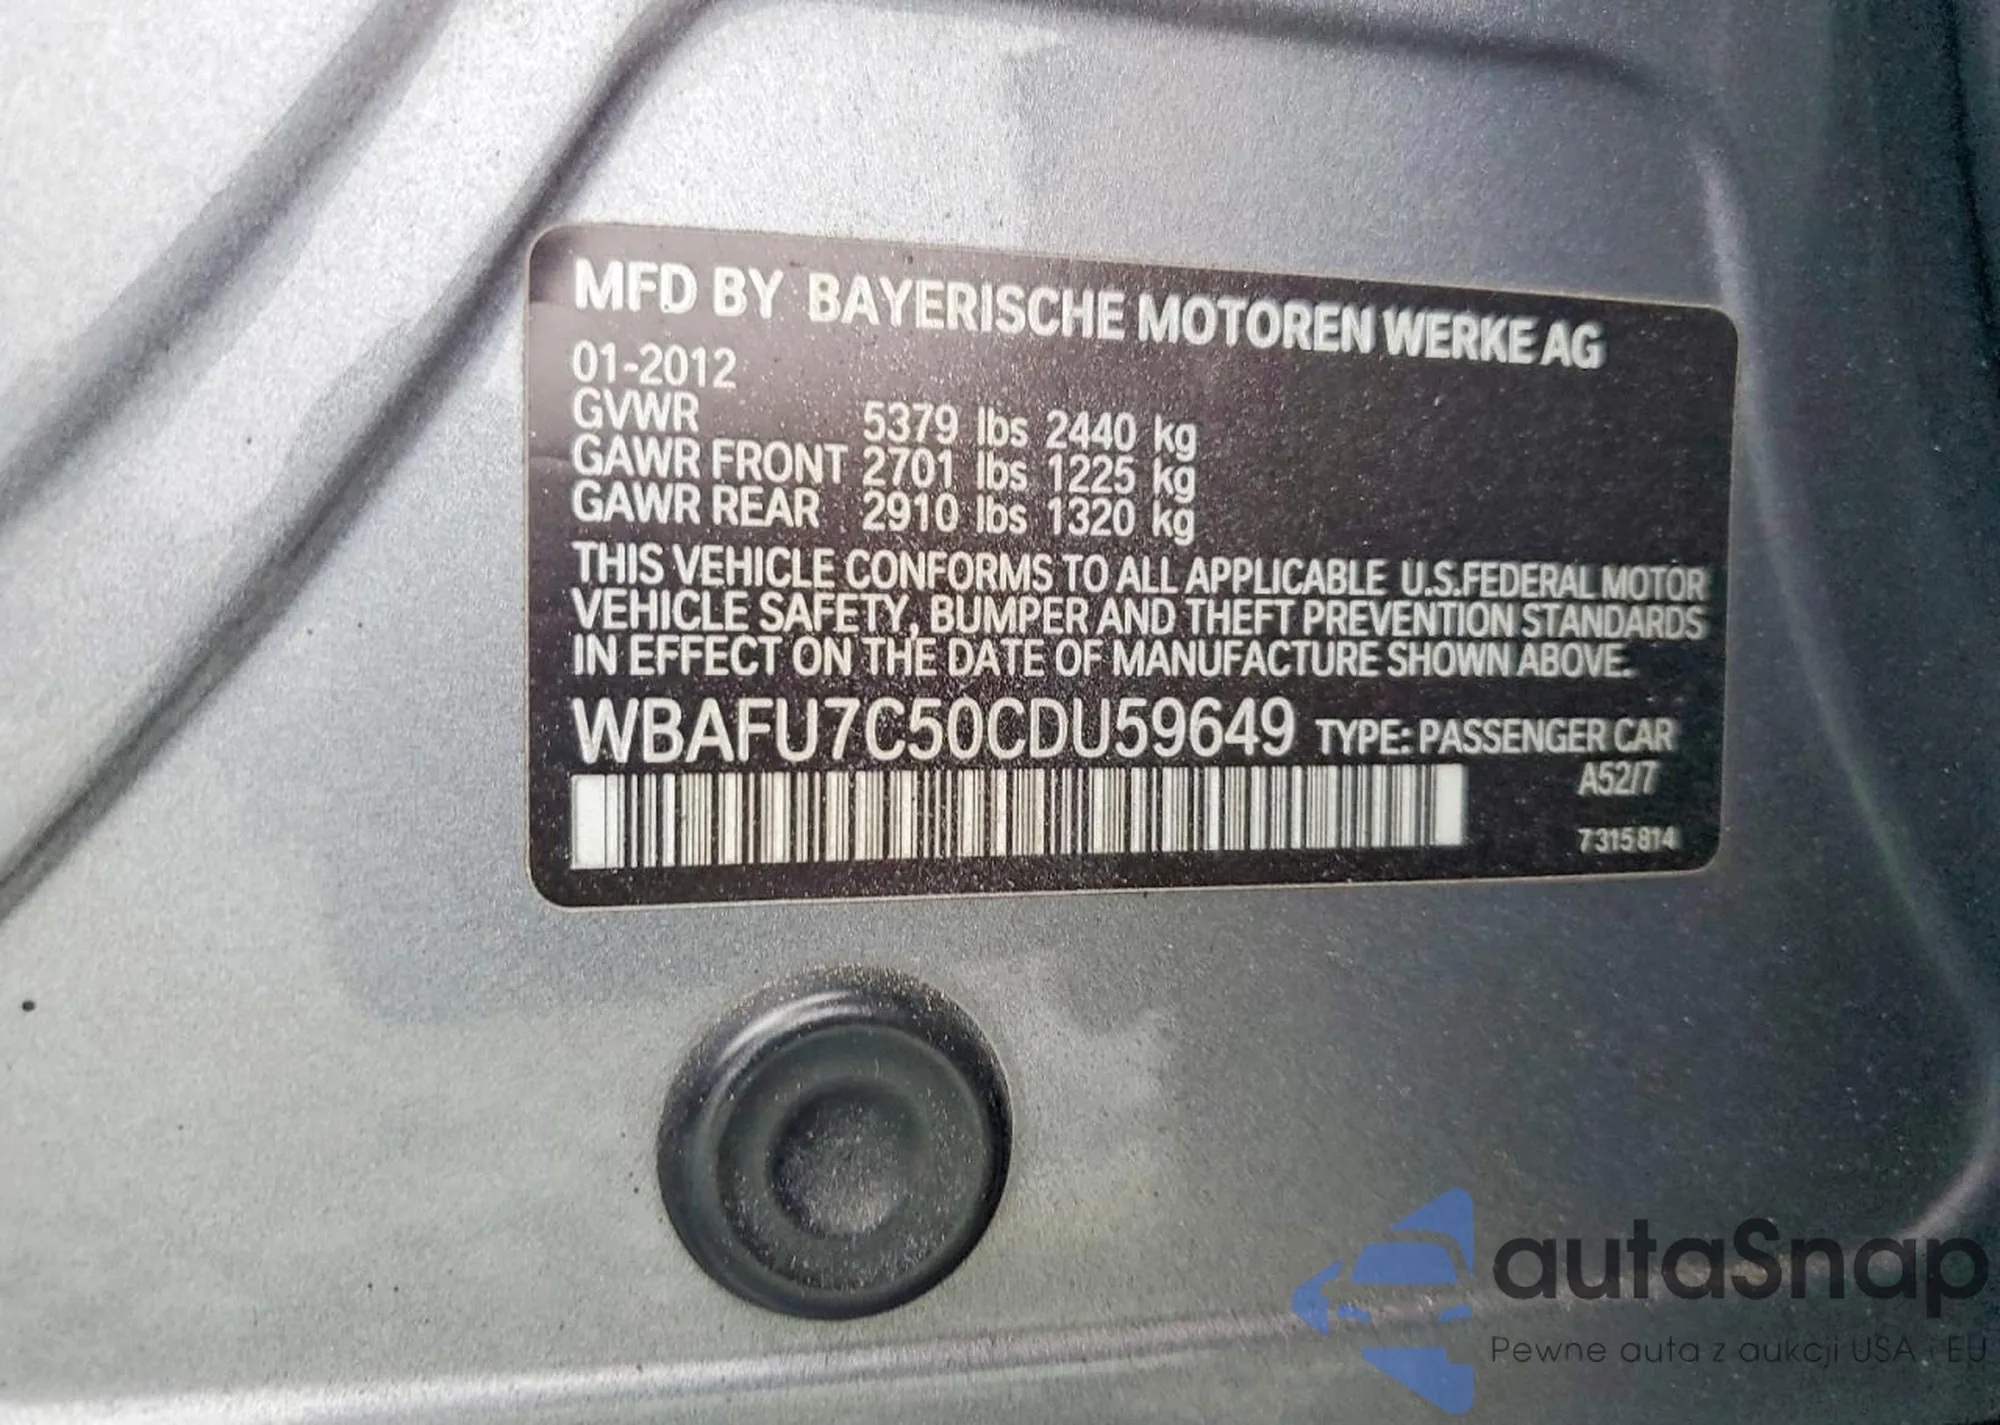 MFD BY BAYERISCHE MOTOREN WERKE AG
01-2012
GVWR 5379 lbs 2440 kg
GAWR FRONT 2701 lbs 1225 kg
GAWR REAR 2910 lbs 1320 kg
THIS VEHICLE CONFORMS TO ALL APPLICABLE U.S.FEDERAL MOTOR
VEHICLE SAFETY, BUMPER AND THEFT PREVENTION STANDARDS
IN EFFECT ON THE DATE OF MANUFACTURE SHOWN ABOVE.
WBAFU7C50CDU59649 TYPE: PASSENGER CAR
A52/7
7 315 814
autaSnap
Pewne auta z aukcji USA i EU